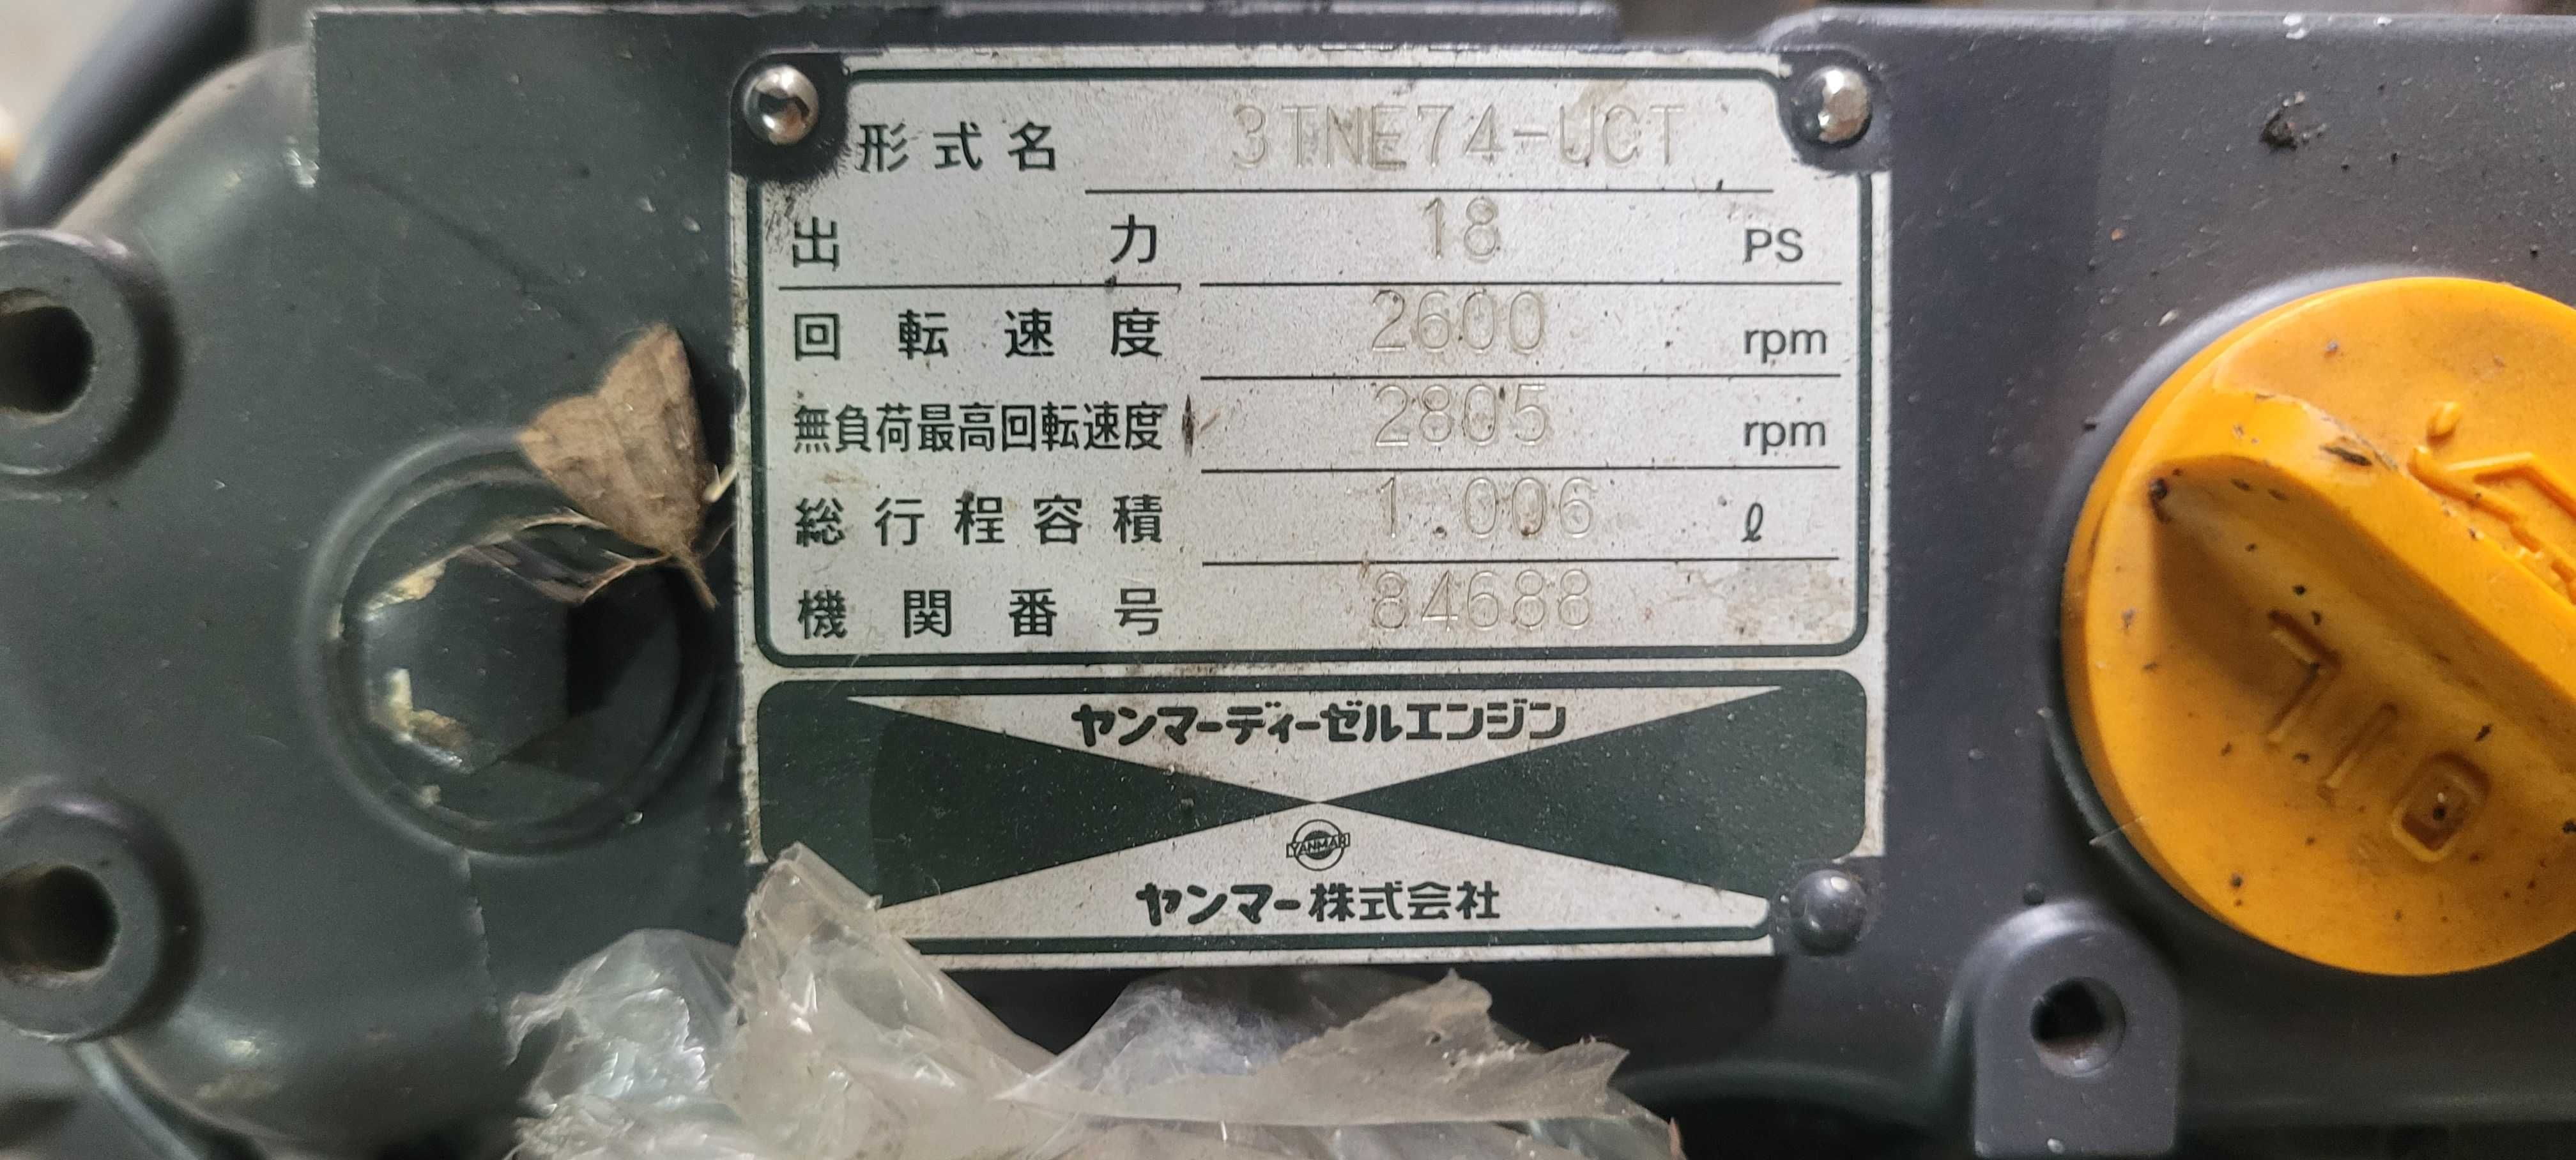 形式名 3TNE74-UCT
出力 18 PS
回転速度 2600 rpm
無負荷最高回転速度 2805 rpm
総行程容積 1.006 ℓ
機関番号 84688
ヤンマーディーゼルエンジン
YANMAR
ヤンマー株式会社
OIL